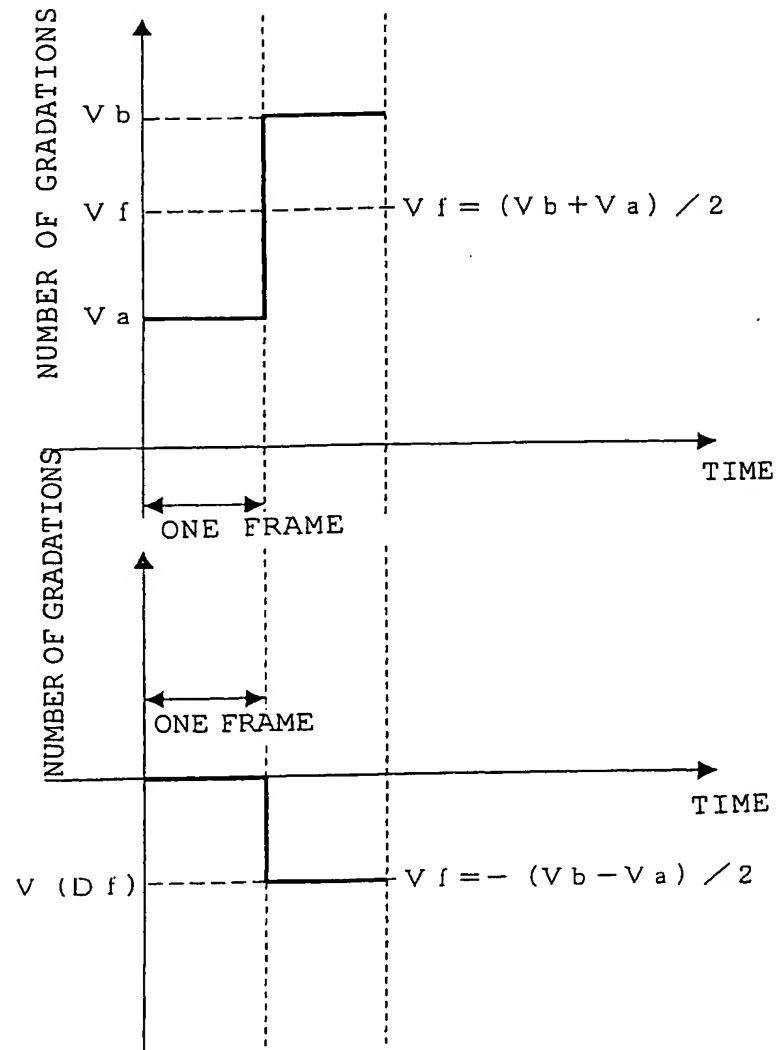 NUMBER OF GRADATIONS
V b
V f
V f = (V b + V a) / 2
V a
TIME
ONE FRAME
NUMBER OF GRADATIONS
ONE FRAME
TIME
V (D f)
V f = - (V b - V a) / 2